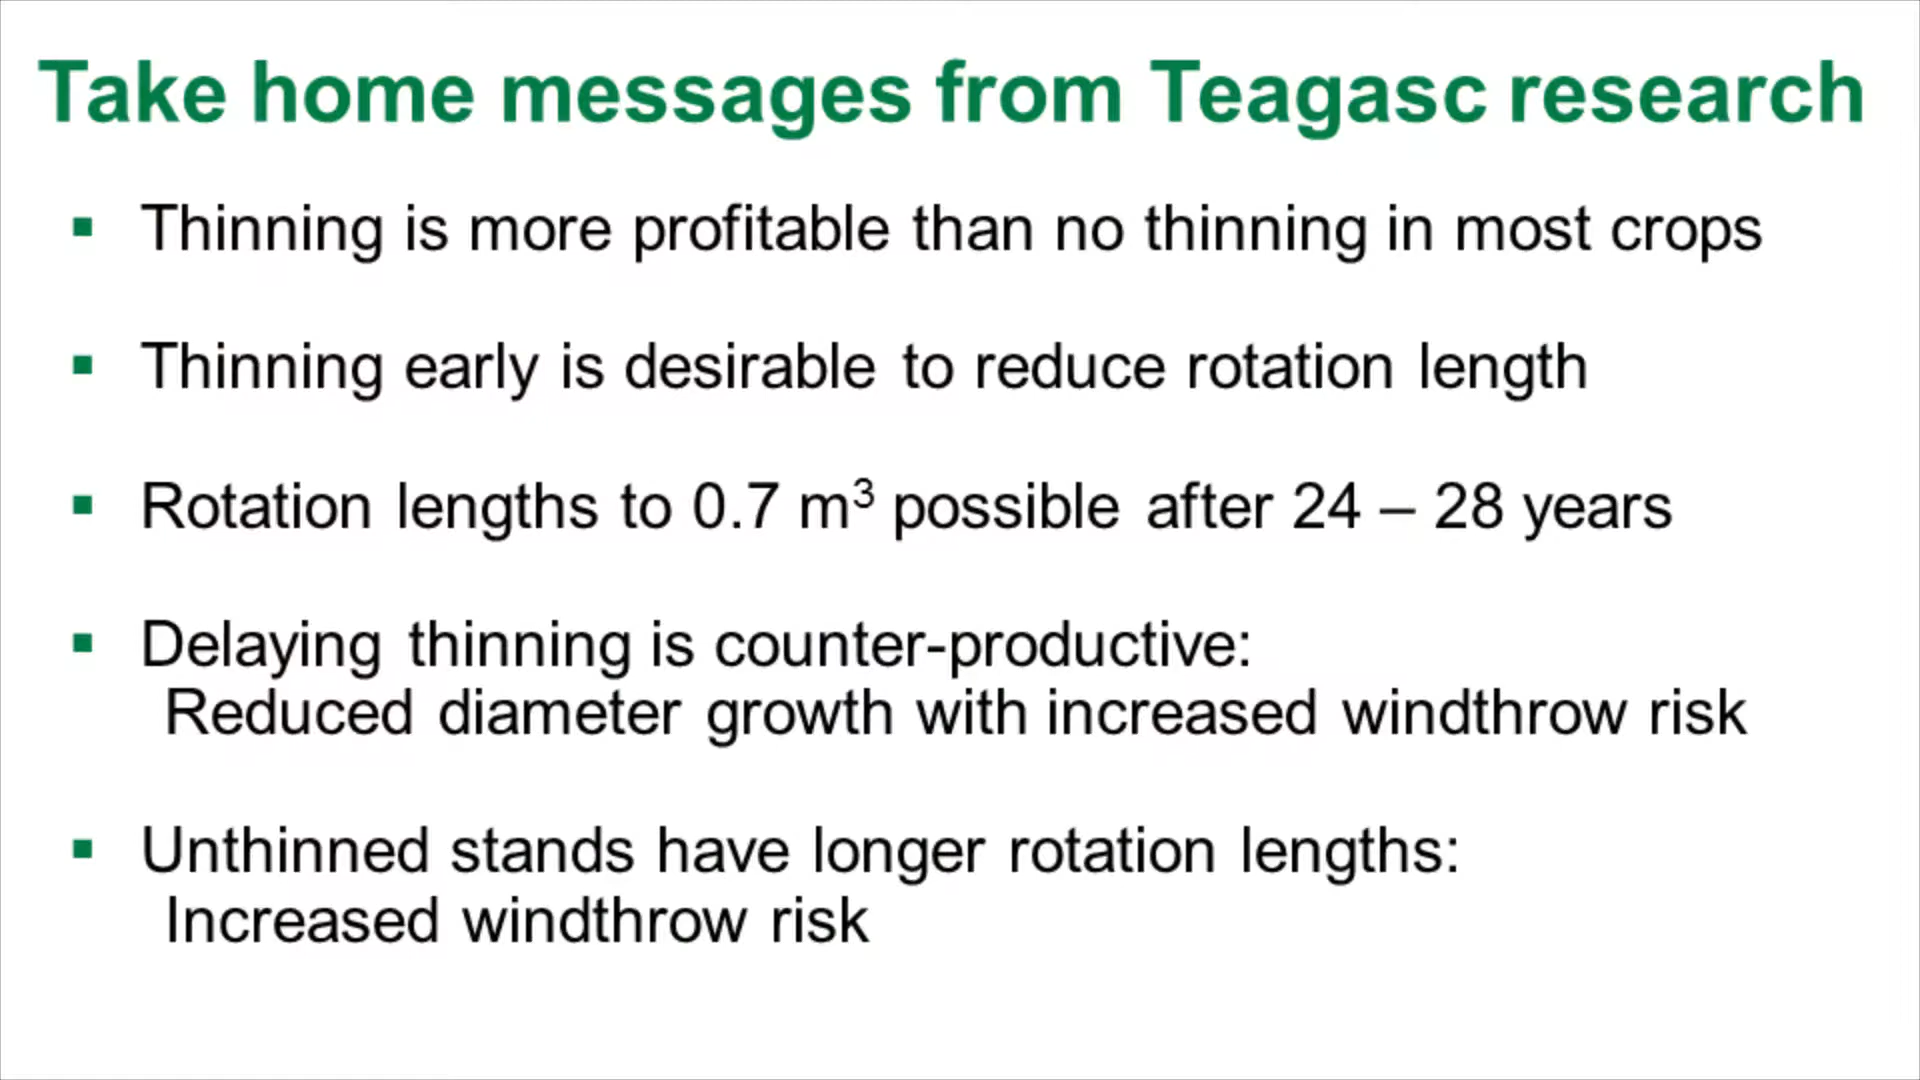 Take home messages from Teagasc research
▪ Thinning is more profitable than no thinning in most crops
▪ Thinning early is desirable to reduce rotation length
▪ Rotation lengths to 0.7 m³ possible after 24 – 28 years
▪ Delaying thinning is counter-productive:
Reduced diameter growth with increased windthrow risk
▪ Unthinned stands have longer rotation lengths:
Increased windthrow risk